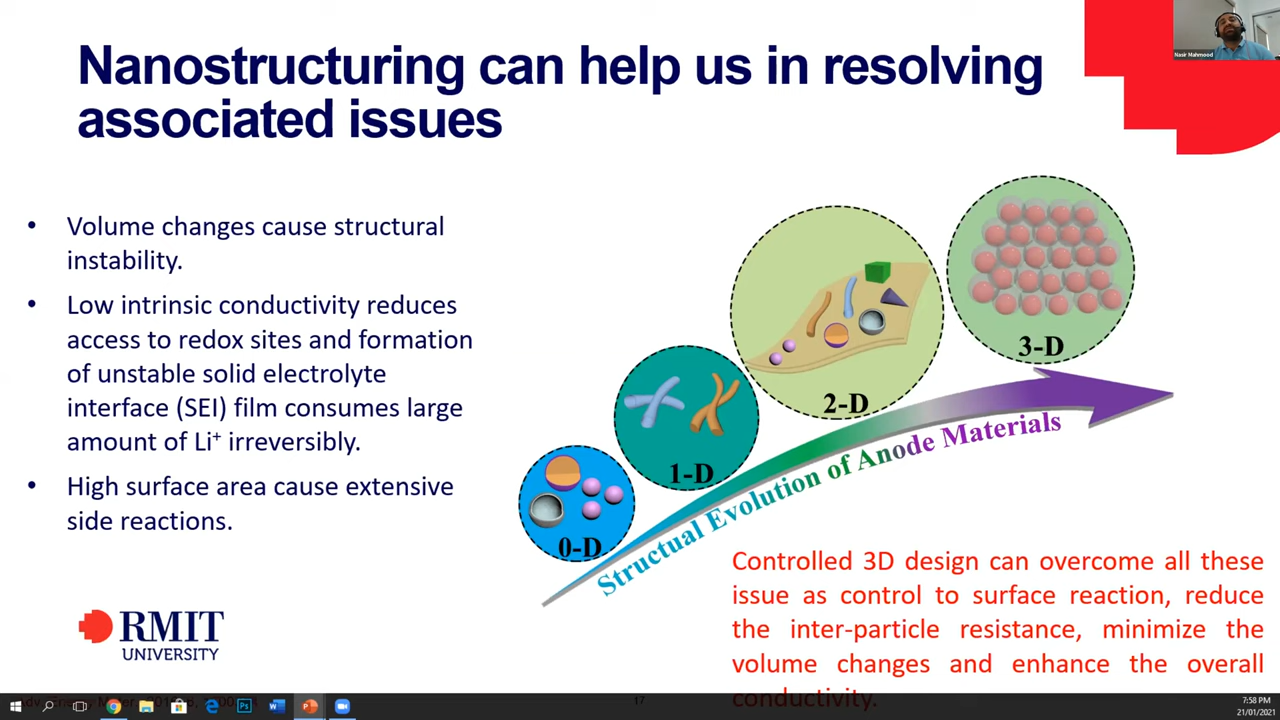 Nasir Mahmood
Nanostructuring can help us in resolving
associated issues
• Volume changes cause structural
instability.
• Low intrinsic conductivity reduces
access to redox sites and formation
of unstable solid electrolyte
interface (SEI) film consumes large
amount of Li⁺ irreversibly.
• High surface area cause extensive
side reactions.
0-D
1-D
2-D
3-D
Structual Evolution of Anode Materials
Controlled 3D design can overcome all these
issue as control to surface reaction, reduce
the inter-particle resistance, minimize the
volume changes and enhance the overall
conductivity.
RMIT
UNIVERSITY
17
7:58 PM
21/01/2021